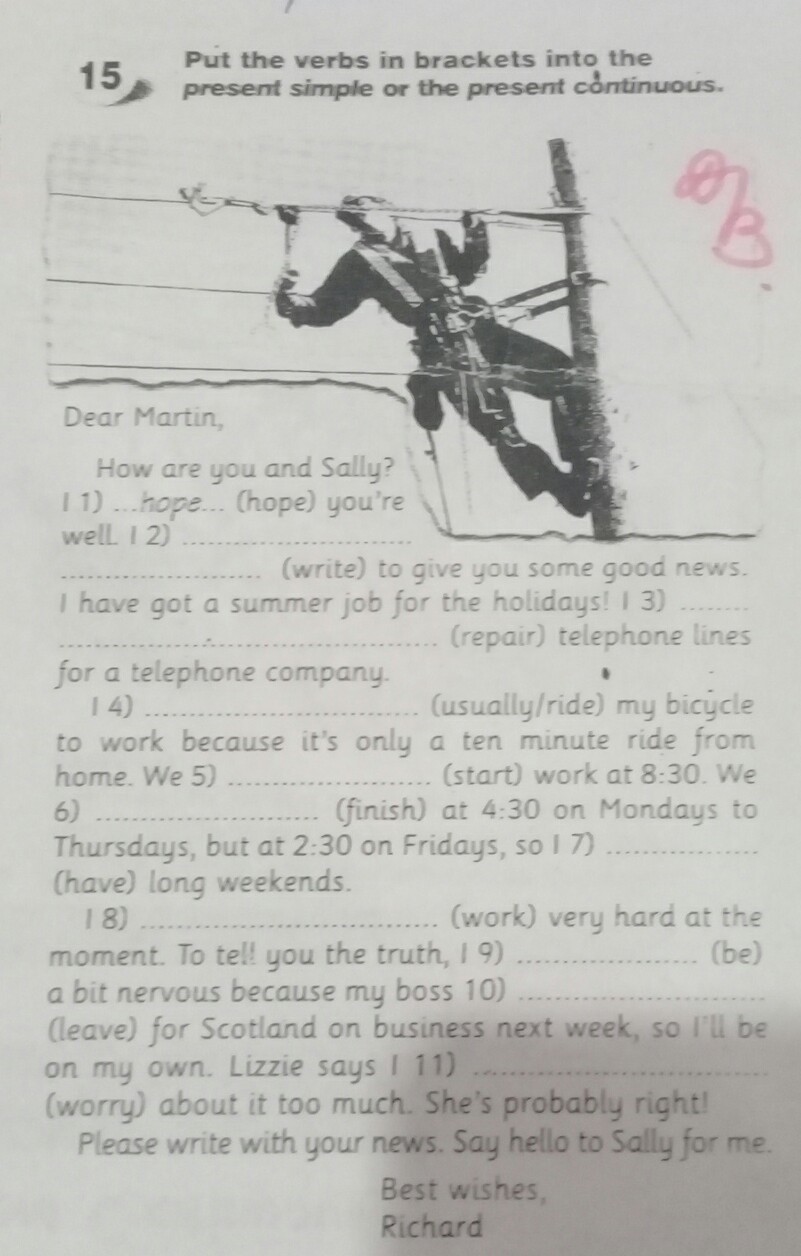 15
Put the verbs in brackets into the
present simple or the present continuous.
Dear Martin,
How are you and Sally?
I 1) ...hope... (hope) you're
well. I 2) ..............................
........................ (write) to give you some good news.
I have got a summer job for the holidays! I 3) ........
.............................................. (repair) telephone lines
for a telephone company.
I 4) ................................. (usually/ride) my bicycle
to work because it's only a ten minute ride from
home. We 5) ........................ (start) work at 8:30. We
6) ........................... (finish) at 4:30 on Mondays to
Thursdays, but at 2:30 on Fridays, so I 7) ..................
(have) long weekends.
I 8) .................................... (work) very hard at the
moment. To tell you the truth, I 9) ...................... (be)
a bit nervous because my boss 10) ..............................
(leave) for Scotland on business next week, so I'll be
on my own. Lizzie says I 11) ....................................
(worry) about it too much. She's probably right!
Please write with your news. Say hello to Sally for me.
Best wishes,
Richard